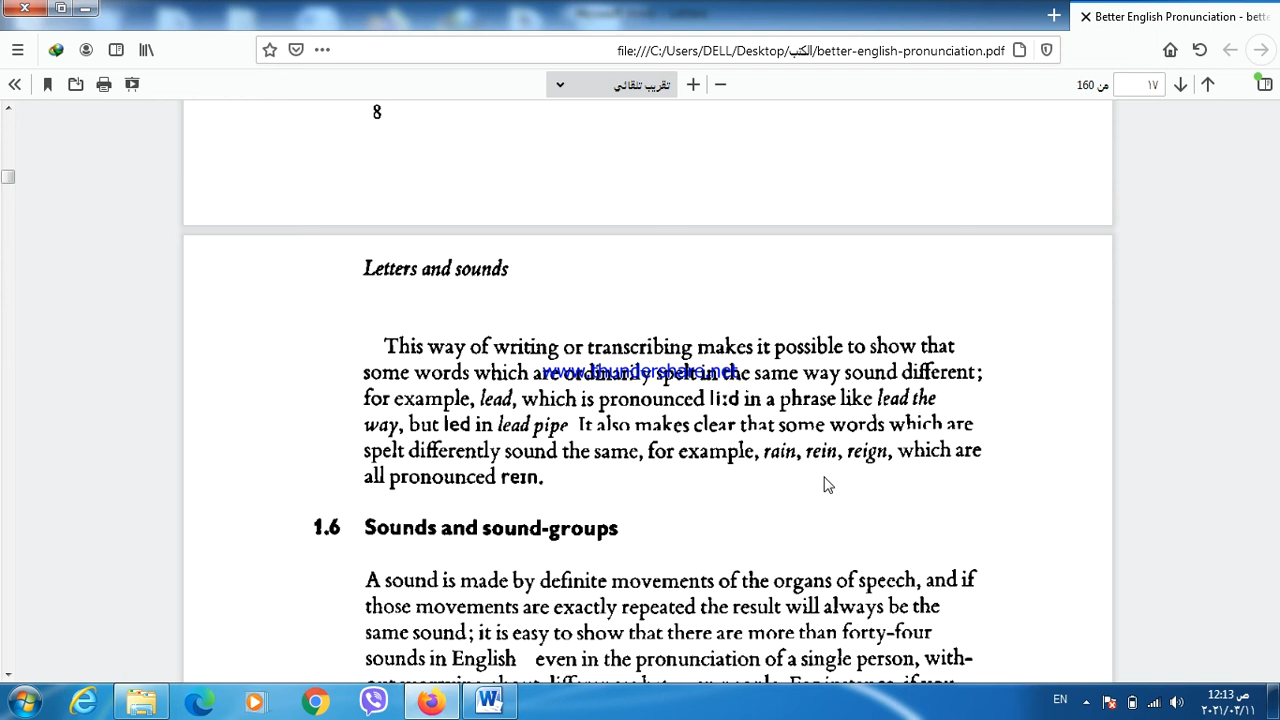 Better English Pronunciation - bette
file:///C:/Users/DELL/Desktop/الكتب/better-english-pronunciation.pdf
تقريب تلقائي
من 160
١٧
8
Letters and sounds
This way of writing or transcribing makes it possible to show that
some words which are ordinarily spelt in the same way sound different;
www.thundershare.net
for example, lead, which is pronounced liːd in a phrase like lead the
way, but led in lead pipe It also makes clear that some words which are
spelt differently sound the same, for example, rain, rein, reign, which are
all pronounced reɪn.
1.6 Sounds and sound-groups
A sound is made by definite movements of the organs of speech, and if
those movements are exactly repeated the result will always be the
same sound; it is easy to show that there are more than forty-four
sounds in English even in the pronunciation of a single person, with-
EN
12:13 ص
٢٠٢١/٠٣/١١